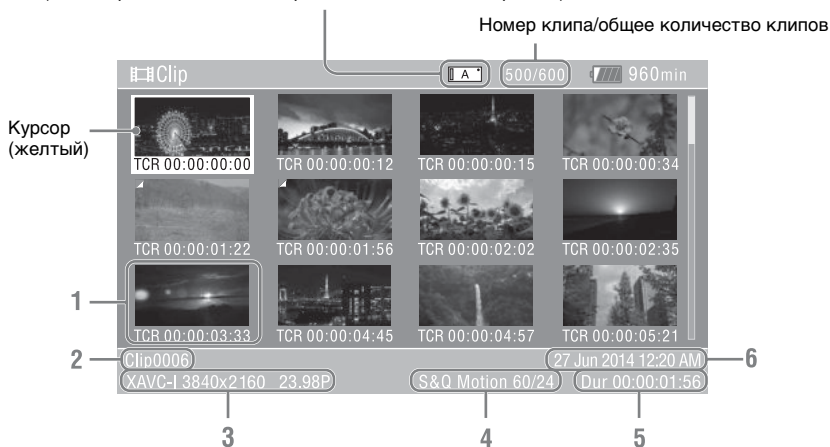 Номер клипа/общее количество клипов
Clip
A
500/600
960min
Курсор
(желтый)
TCR 00:00:00:00
TCR 00:00:00:12
TCR 00:00:00:15
TCR 00:00:00:34
TCR 00:00:01:22
TCR 00:00:01:56
TCR 00:00:02:02
TCR 00:00:02:35
1
TCR 00:00:03:33
TCR 00:00:04:45
TCR 00:00:04:57
TCR 00:00:05:21
2
Clip0006
27 Jun 2014 12:20 AM
6
XAVC-I 3840x2160 23.98P
S&Q Motion 60/24
Dur 00:00:01:56
3
4
5